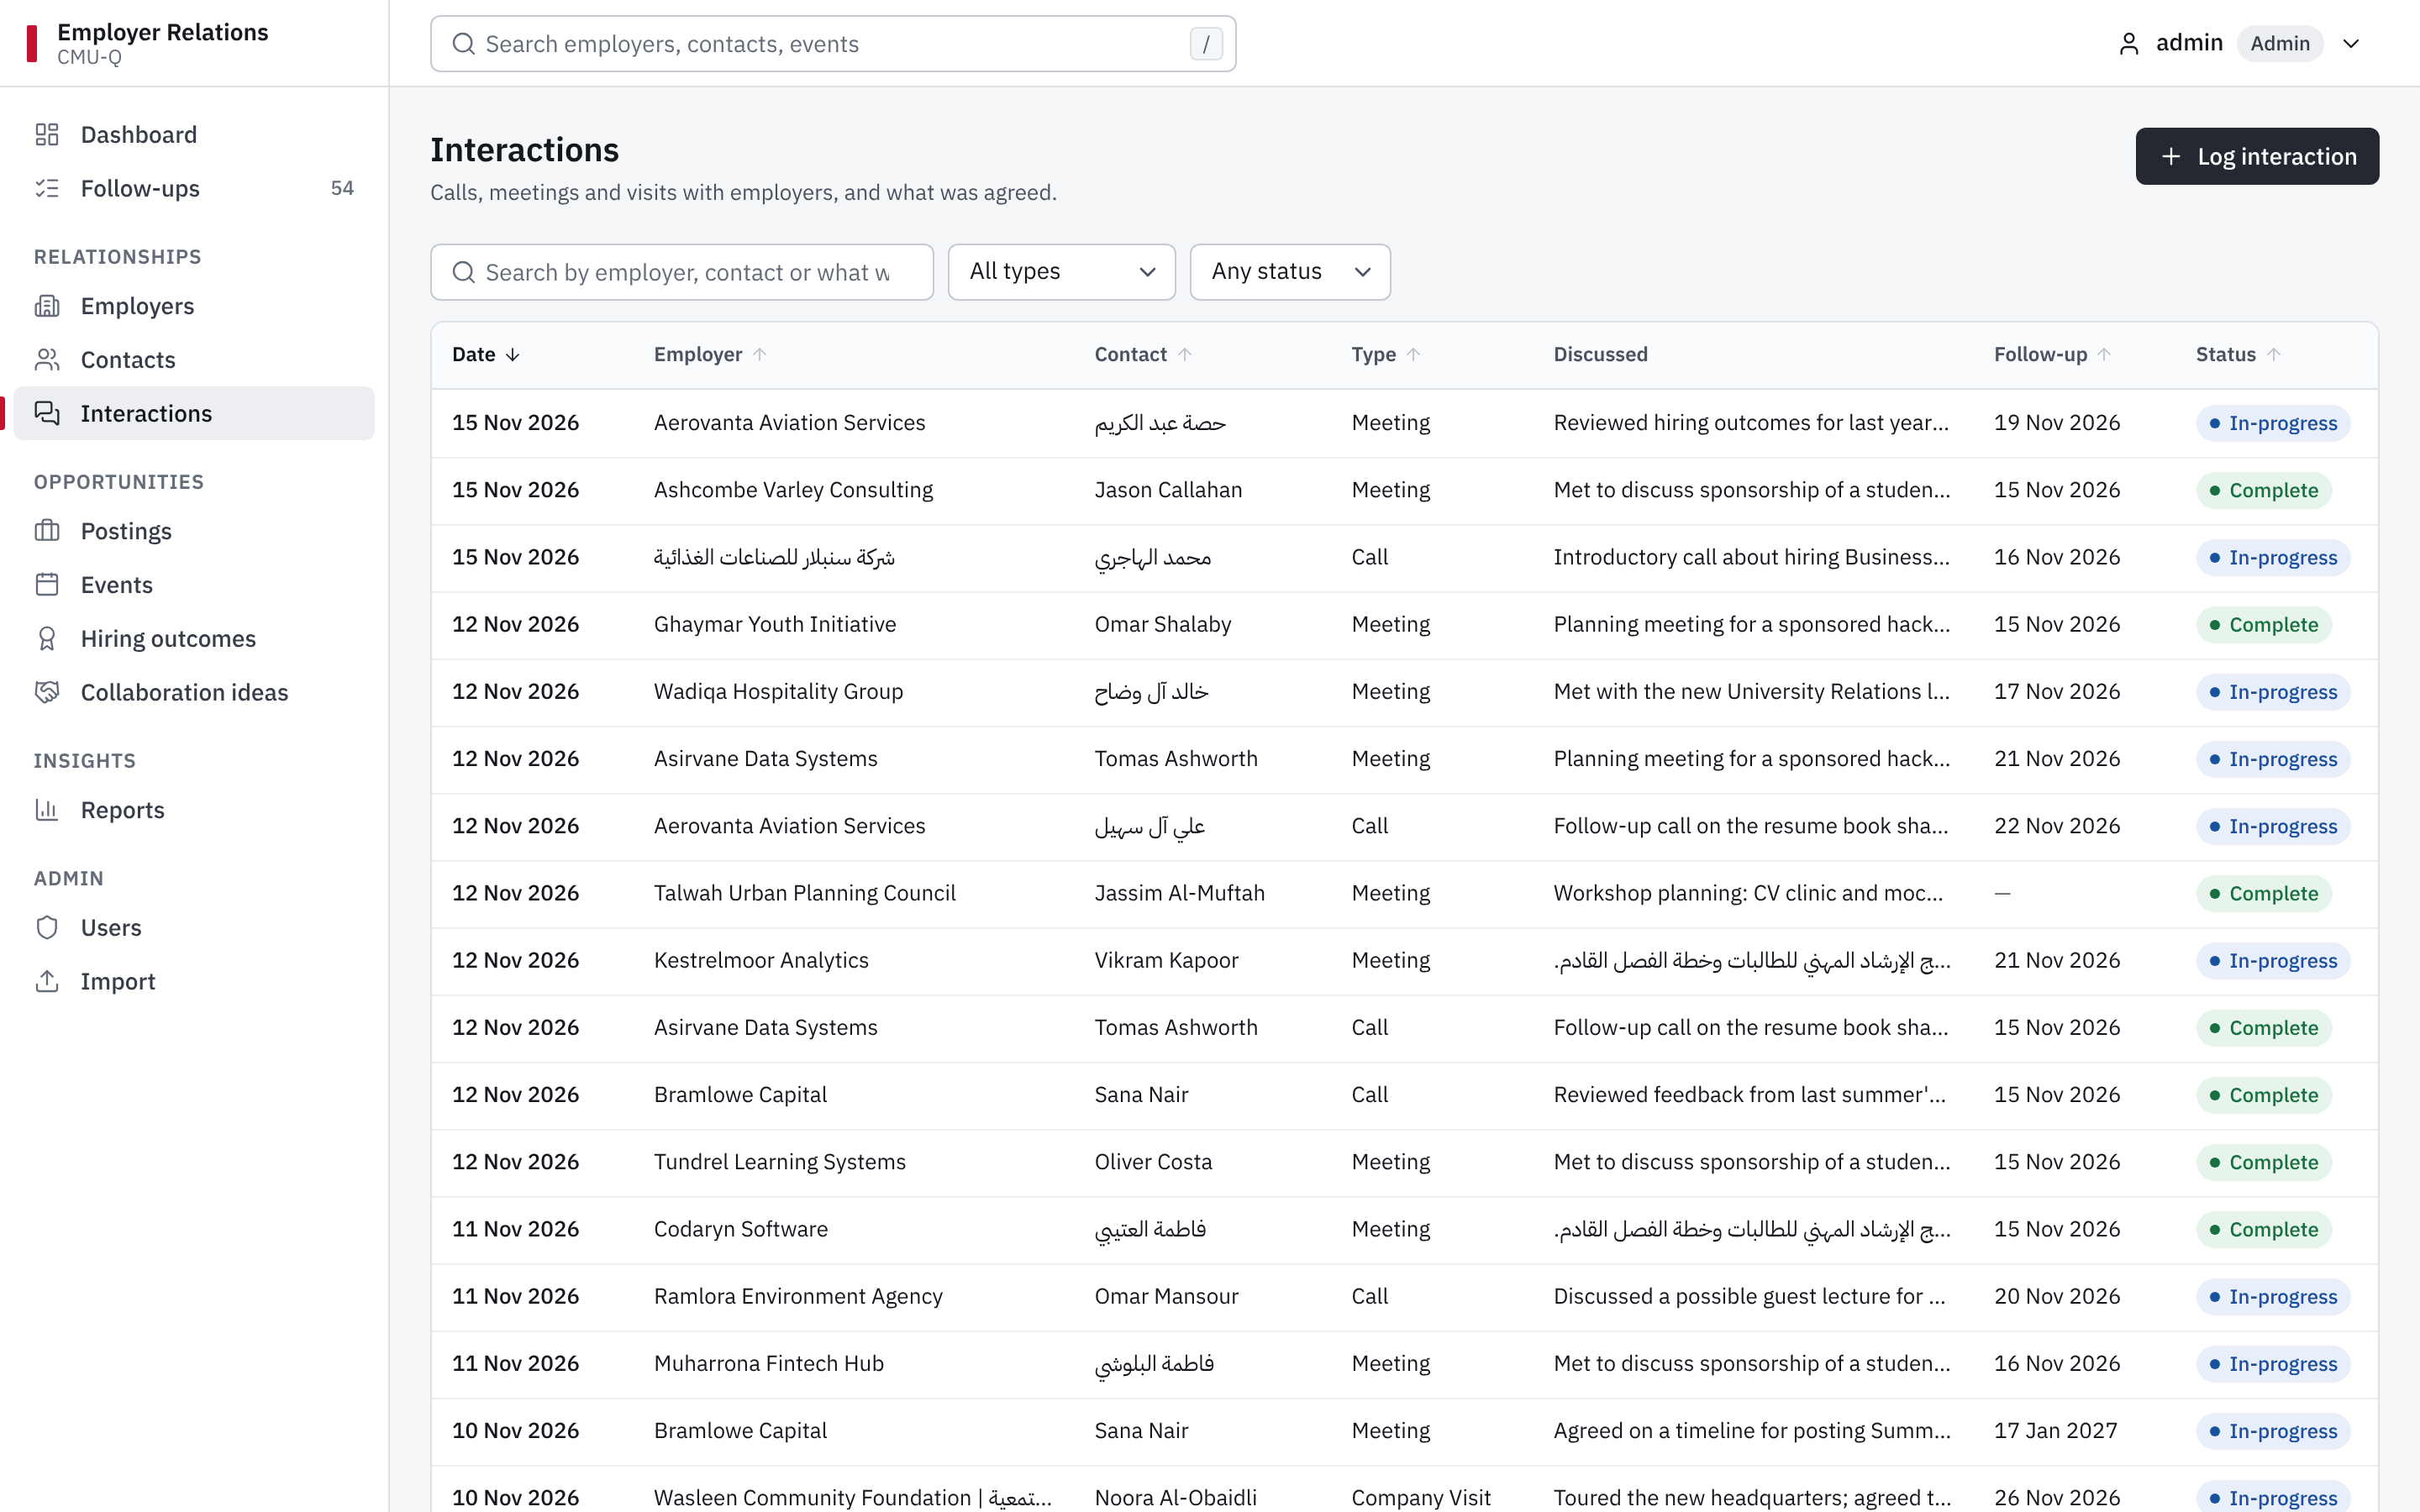 Employer Relations
CMU-Q
Search employers, contacts, events /
admin Admin
Dashboard
Follow-ups 54
RELATIONSHIPS
Employers
Contacts
Interactions
OPPORTUNITIES
Postings
Events
Hiring outcomes
Collaboration ideas
INSIGHTS
Reports
ADMIN
Users
Import
Interactions
Calls, meetings and visits with employers, and what was agreed.
+ Log interaction
Search by employer, contact or what w
All types
Any status
Date ↓ Employer ↑ Contact ↑ Type ↑ Discussed Follow-up ↑ Status ↑
15 Nov 2026 Aerovanta Aviation Services حصة عبد الكريم Meeting Reviewed hiring outcomes for last year... 19 Nov 2026 In-progress
15 Nov 2026 Ashcombe Varley Consulting Jason Callahan Meeting Met to discuss sponsorship of a studen... 15 Nov 2026 Complete
15 Nov 2026 شركة سنبلار للصناعات الغذائية محمد الهاجري Call Introductory call about hiring Business... 16 Nov 2026 In-progress
12 Nov 2026 Ghaymar Youth Initiative Omar Shalaby Meeting Planning meeting for a sponsored hack... 15 Nov 2026 Complete
12 Nov 2026 Wadiqa Hospitality Group خالد آل وضاح Meeting Met with the new University Relations l... 17 Nov 2026 In-progress
12 Nov 2026 Asirvane Data Systems Tomas Ashworth Meeting Planning meeting for a sponsored hack... 21 Nov 2026 In-progress
12 Nov 2026 Aerovanta Aviation Services علي آل سهيل Call Follow-up call on the resume book sha... 22 Nov 2026 In-progress
12 Nov 2026 Talwah Urban Planning Council Jassim Al-Muftah Meeting Workshop planning: CV clinic and moc... — Complete
12 Nov 2026 Kestrelmoor Analytics Vikram Kapoor Meeting ...ج الإرشاد المهني للطالبات وخطة الفصل القادم. 21 Nov 2026 In-progress
12 Nov 2026 Asirvane Data Systems Tomas Ashworth Call Follow-up call on the resume book sha... 15 Nov 2026 Complete
12 Nov 2026 Bramlowe Capital Sana Nair Call Reviewed feedback from last summer'... 15 Nov 2026 Complete
12 Nov 2026 Tundrel Learning Systems Oliver Costa Meeting Met to discuss sponsorship of a studen... 15 Nov 2026 Complete
11 Nov 2026 Codaryn Software فاطمة العتيبي Meeting ...ج الإرشاد المهني للطالبات وخطة الفصل القادم. 15 Nov 2026 Complete
11 Nov 2026 Ramlora Environment Agency Omar Mansour Call Discussed a possible guest lecture for ... 20 Nov 2026 In-progress
11 Nov 2026 Muharrona Fintech Hub فاطمة البلوشي Meeting Met to discuss sponsorship of a studen... 16 Nov 2026 In-progress
10 Nov 2026 Bramlowe Capital Sana Nair Meeting Agreed on a timeline for posting Summ... 17 Jan 2027 In-progress
10 Nov 2026 Wasleen Community Foundation | ...تمعية Noora Al-Obaidli Company Visit Toured the new headquarters; agreed t... 26 Nov 2026 In-progress